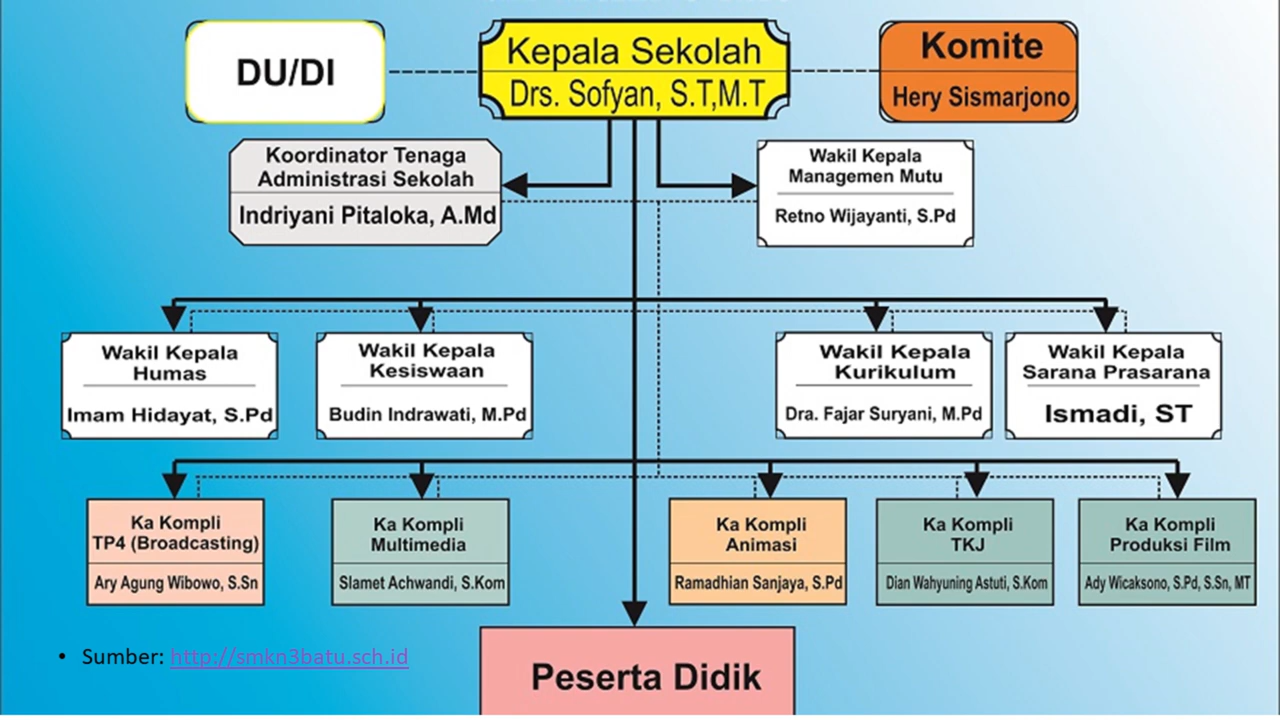 DU/DI
Kepala Sekolah
Drs. Sofyan, S.T,M.T
Komite
Hery Sismarjono
Koordinator Tenaga
Administrasi Sekolah
Indriyani Pitaloka, A.Md
Wakil Kepala
Managemen Mutu
Retno Wijayanti, S.Pd
Wakil Kepala
Humas
Imam Hidayat, S.Pd
Wakil Kepala
Kesiswaan
Budin Indrawati, M.Pd
Wakil Kepala
Kurikulum
Dra. Fajar Suryani, M.Pd
Wakil Kepala
Sarana Prasarana
Ismadi, ST
Ka Kompli
TP4 (Broadcasting)
Ary Agung Wibowo, S.Sn
Ka Kompli
Multimedia
Slamet Achwandi, S.Kom
Ka Kompli
Animasi
Ramadhian Sanjaya, S.Pd
Ka Kompli
TKJ
Dian Wahyuning Astuti, S.Kom
Ka Kompli
Produksi Film
Ady Wicaksono, S.Pd, S.Sn, MT
• Sumber: http://smkn3batu.sch.id
Peserta Didik